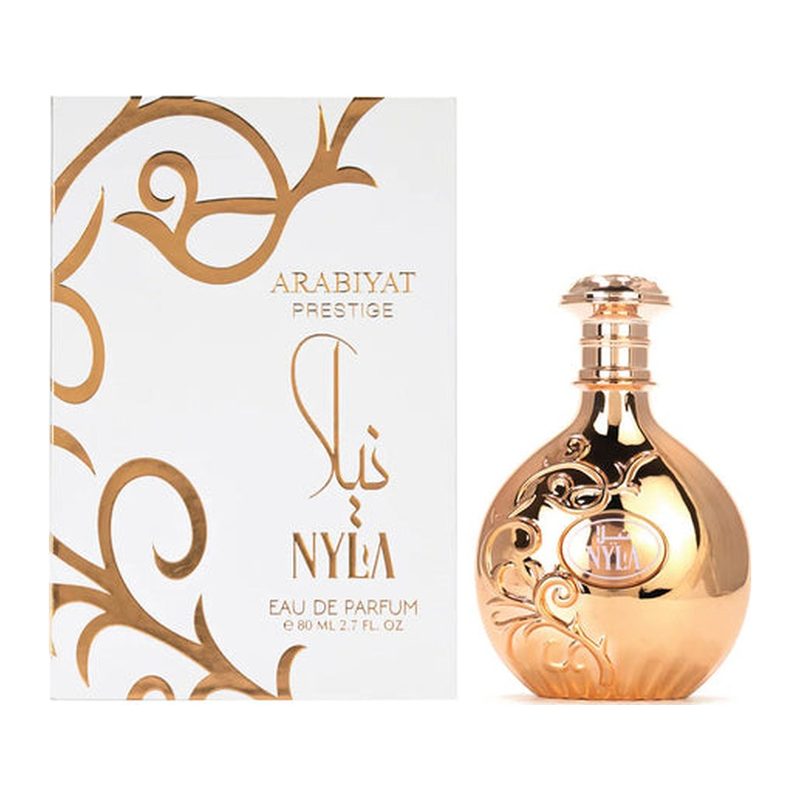 ARABIYAT
PRESTIGE
نيلا
NYLA
EAU DE PARFUM
℮ 80 ML 2.7 FL. OZ
نيلا
NYLA